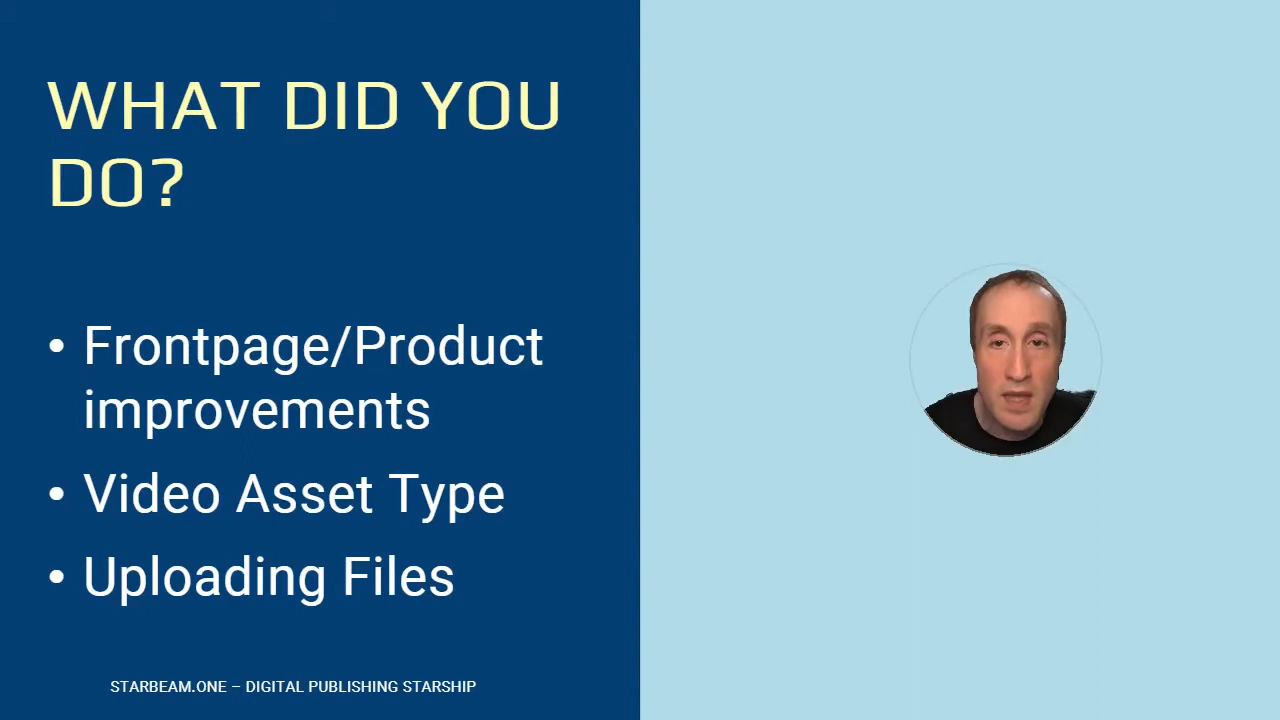 WHAT DID YOU
DO?
• Frontpage/Product
improvements
• Video Asset Type
• Uploading Files
STARBEAM.ONE – DIGITAL PUBLISHING STARSHIP